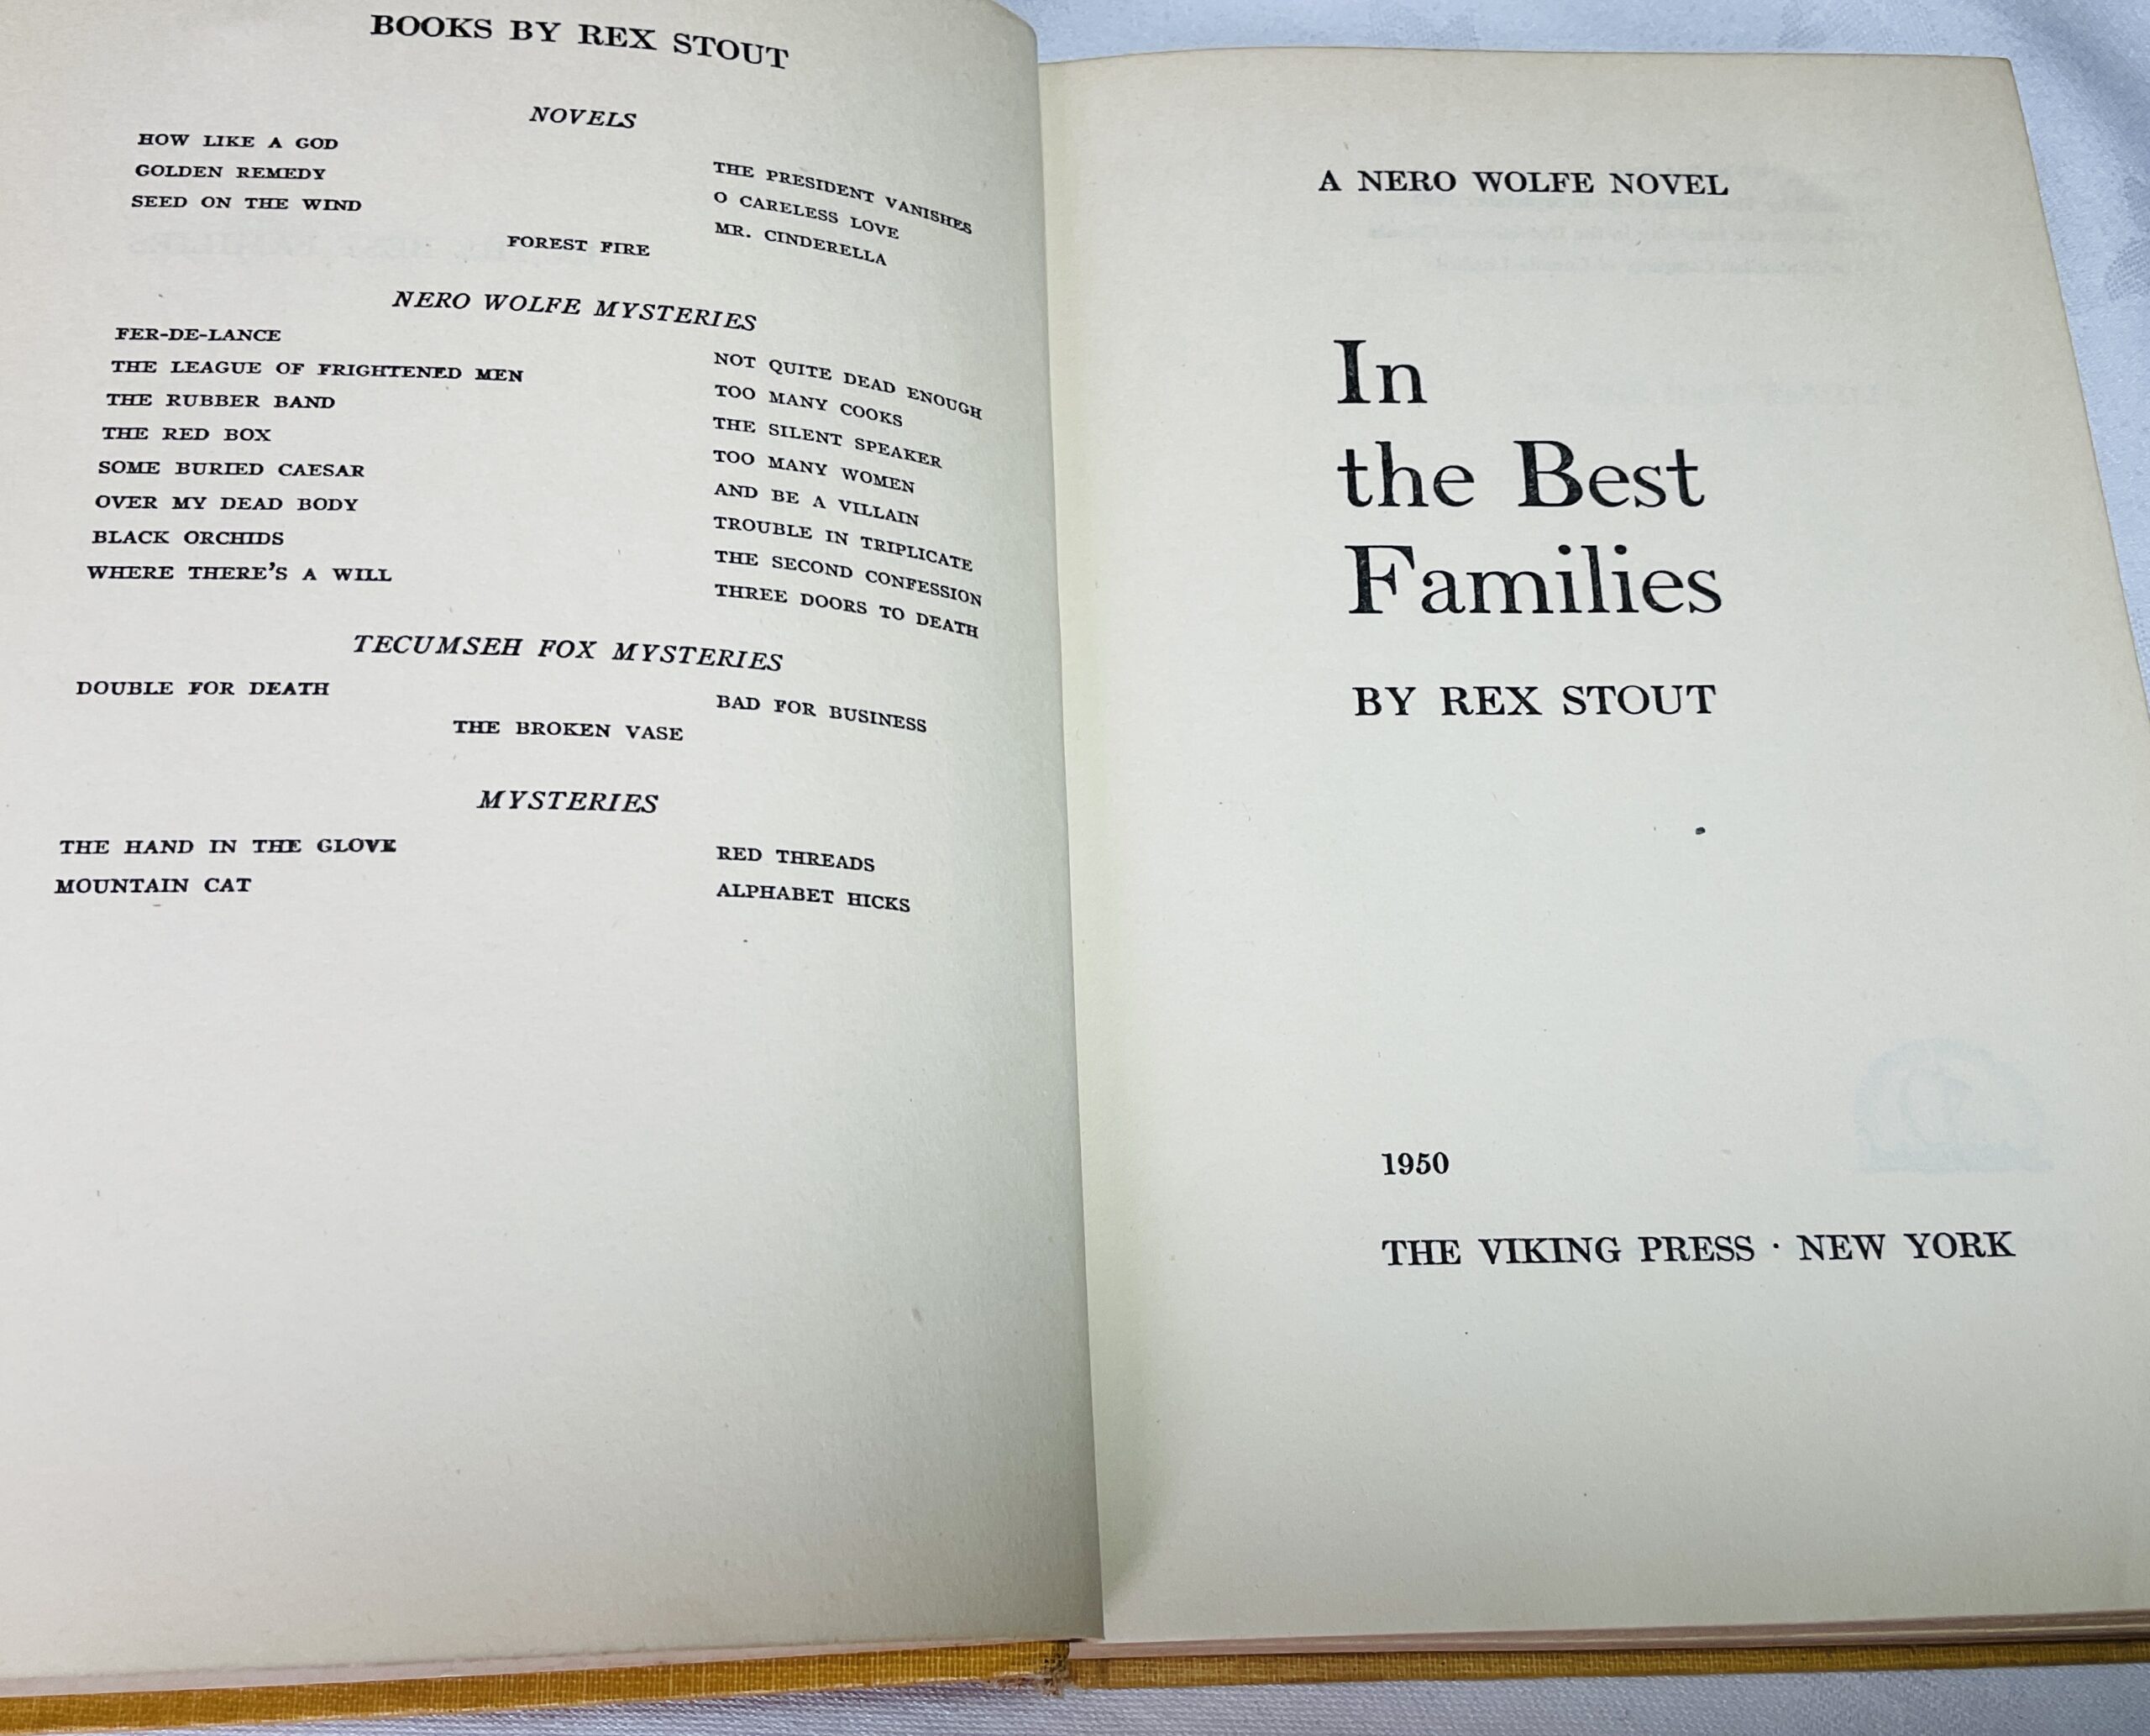 BOOKS BY REX STOUT
NOVELS
HOW LIKE A GOD
GOLDEN REMEDY
SEED ON THE WIND
THE PRESIDENT VANISHES
O CARELESS LOVE
MR. CINDERELLA
FOREST FIRE
NERO WOLFE MYSTERIES
FER-DE-LANCE
THE LEAGUE OF FRIGHTENED MEN
THE RUBBER BAND
THE RED BOX
SOME BURIED CAESAR
OVER MY DEAD BODY
BLACK ORCHIDS
WHERE THERE'S A WILL
NOT QUITE DEAD ENOUGH
TOO MANY COOKS
THE SILENT SPEAKER
TOO MANY WOMEN
AND BE A VILLAIN
TROUBLE IN TRIPLICATE
THE SECOND CONFESSION
THREE DOORS TO DEATH
TECUMSEH FOX MYSTERIES
DOUBLE FOR DEATH
BAD FOR BUSINESS
THE BROKEN VASE
MYSTERIES
THE HAND IN THE GLOVE
MOUNTAIN CAT
RED THREADS
ALPHABET HICKS
A NERO WOLFE NOVEL
In
the Best
Families
BY REX STOUT
1950
THE VIKING PRESS · NEW YORK